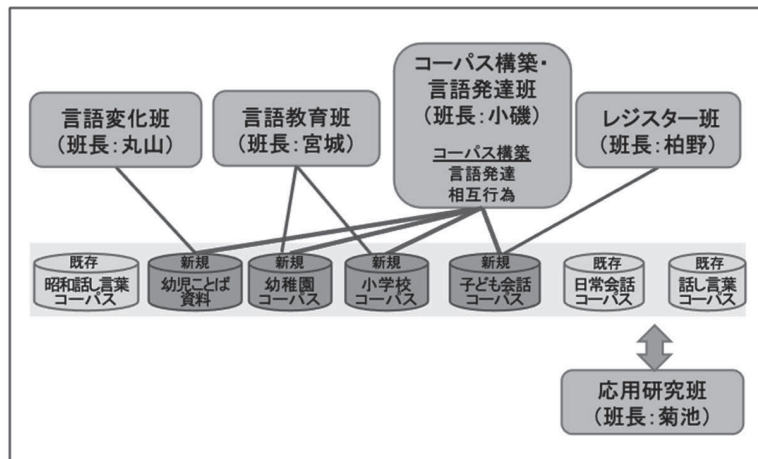 コーパス構築・
言語発達班
(班長:小磯)
コーパス構築
言語発達
相互行為
言語変化班
(班長:丸山)
言語教育班
(班長:宮城)
レジスター班
(班長:柏野)
既存
昭和話し言葉
コーパス
新規
幼児ことば
資料
新規
幼稚園
コーパス
新規
小学校
コーパス
新規
子ども会話
コーパス
既存
日常会話
コーパス
既存
話し言葉
コーパス
応用研究班
(班長:菊池)